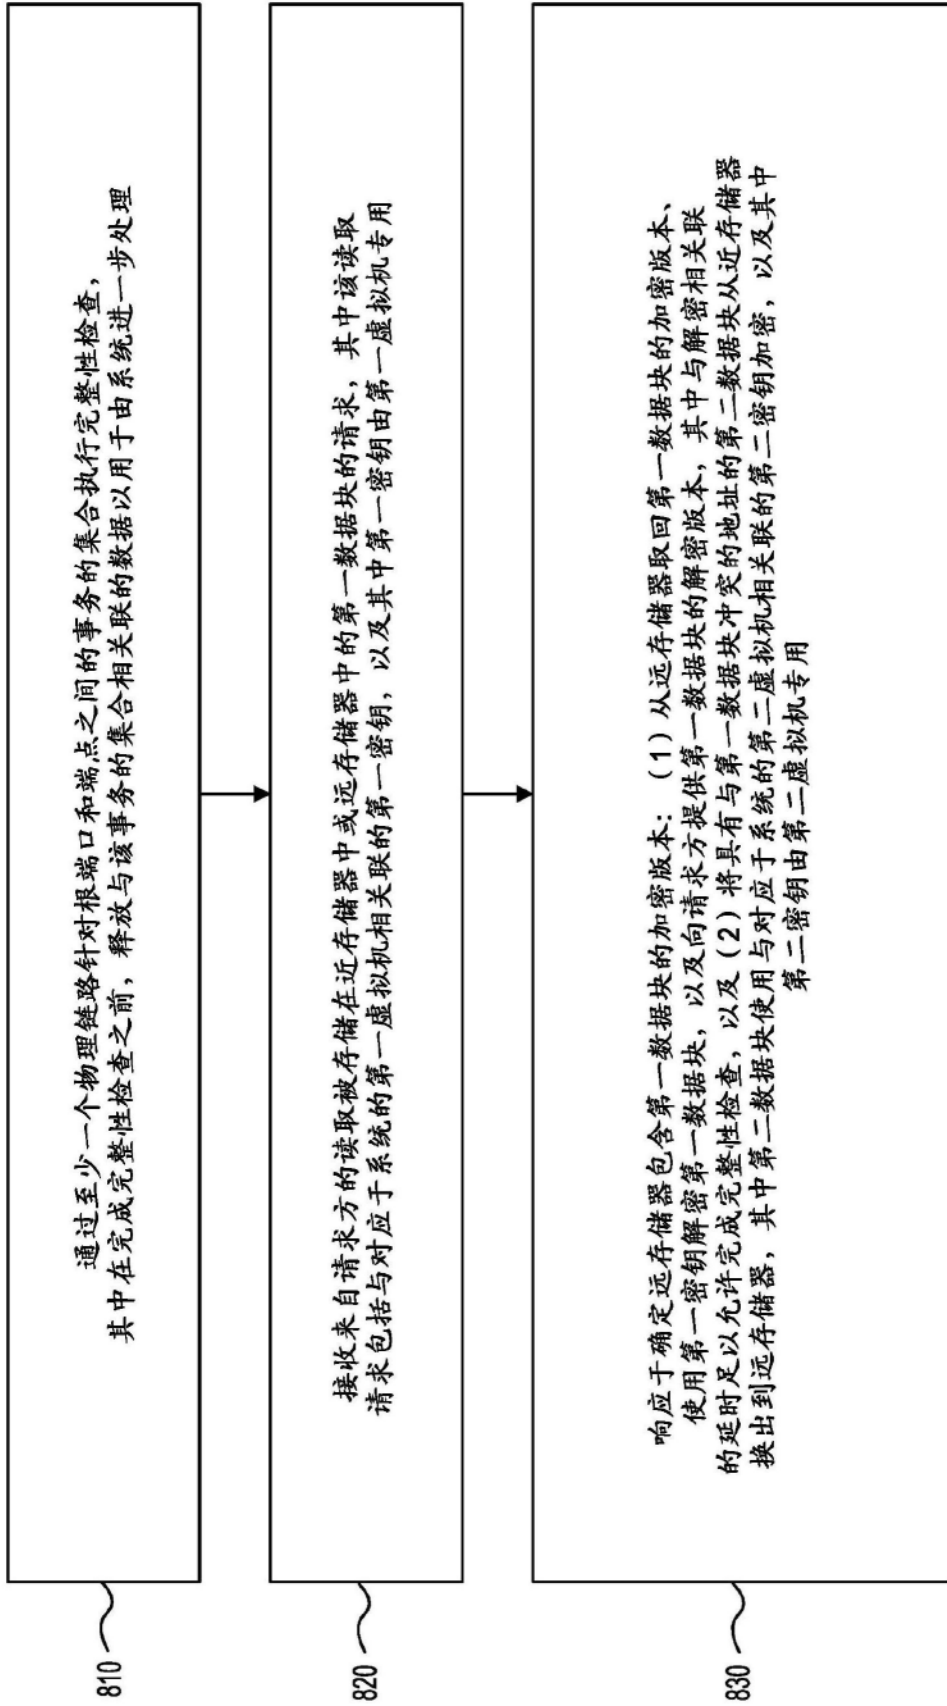 通过至少一个物理链路针对根端口和端点之间的事务的集合执行完整性检查，
其中在完成完整性检查之前，释放与该事务的集合相关联的数据以用于由系统进一步处理
810
接收来自请求方的读取被存储在近存储器中或远存储器中的第一数据块的请求，其中该读取
请求包括与对应于系统的第一虚拟机相关联的第一密钥，以及其中第一密钥由第一虚拟机专用
820
响应于确定远存储器包含第一数据块的加密版本：（1）从远存储器取回第一数据块的加密版本、
使用第一密钥解密第一数据块，以及向请求方提供第一数据块的解密版本，其中与解密相关联
的延时足以允许完成完整性检查，以及（2）将具有与第一数据块冲突的地址的第二数据块从近存储器
换出到远存储器，其中第二数据块使用与对应于系统的第二虚拟机相关联的第二密钥加密，以及其中
第二密钥由第二虚拟机专用
830